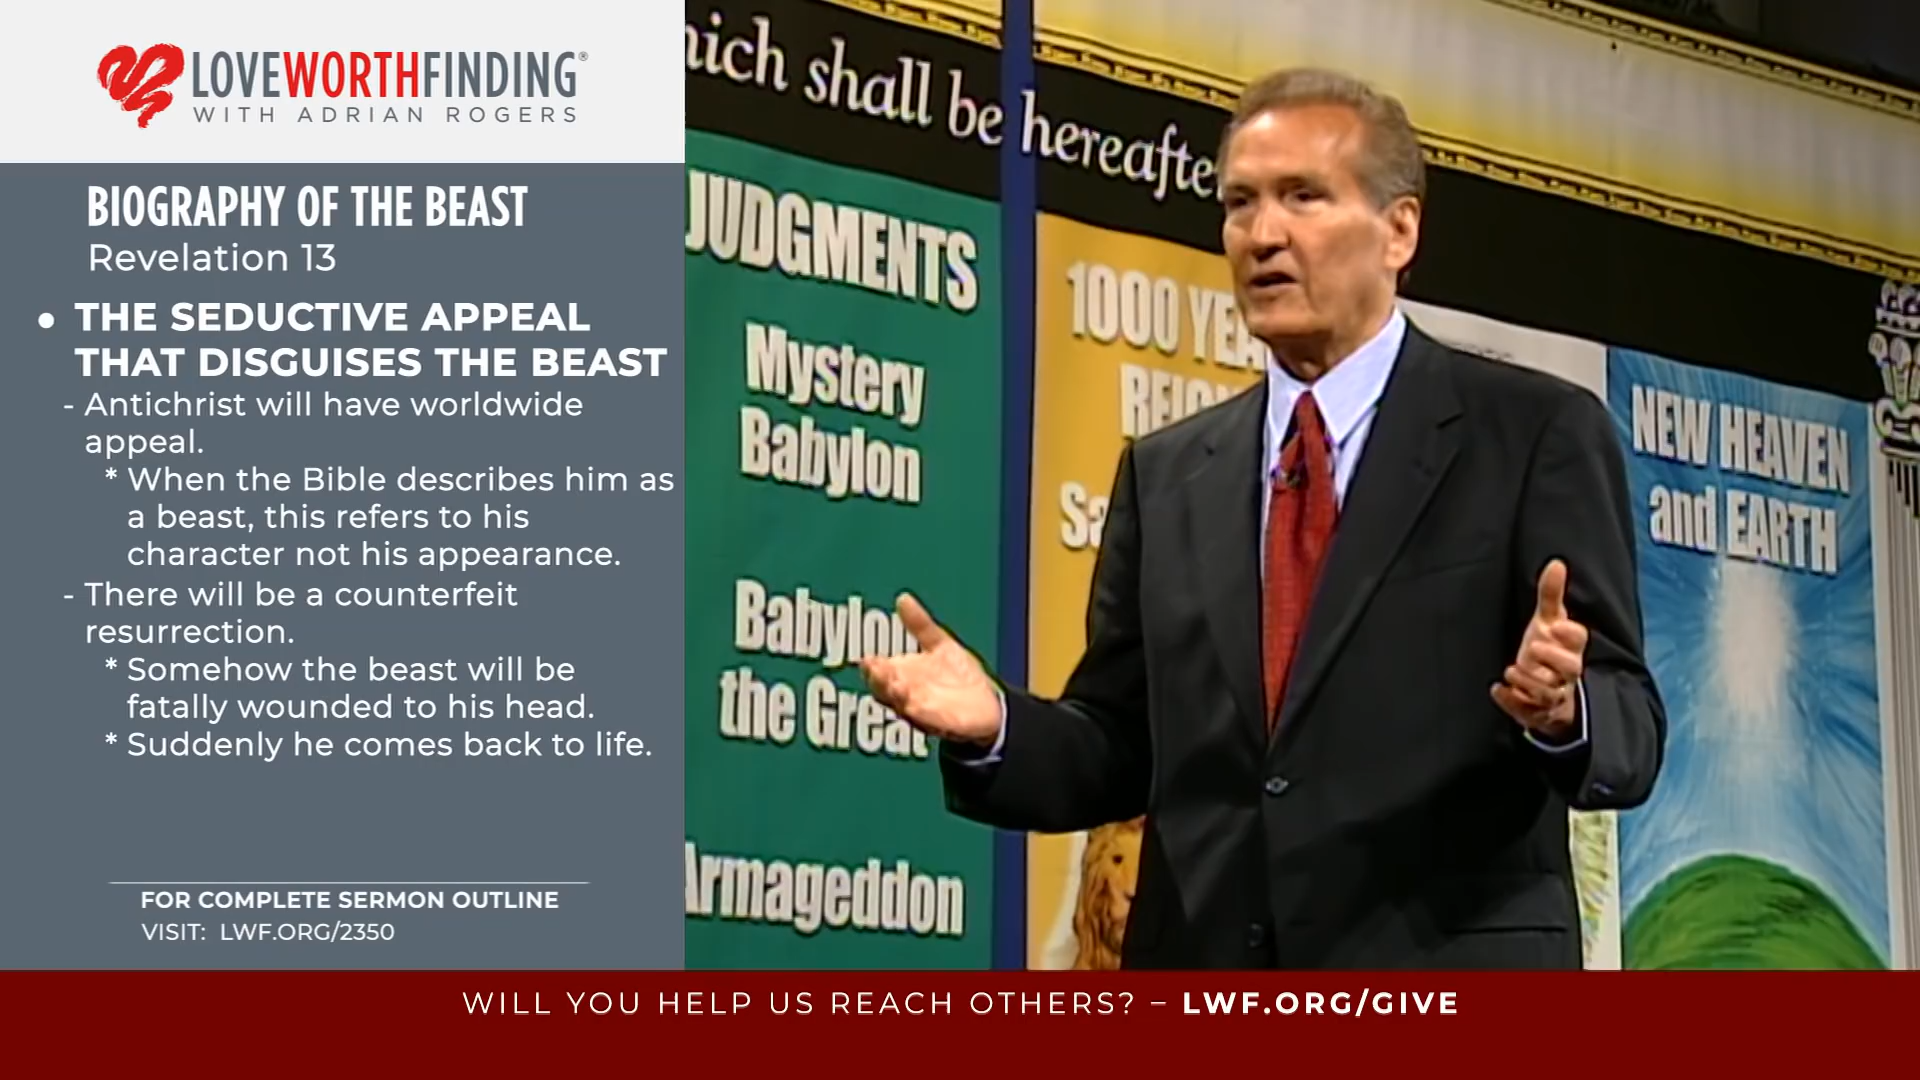 LOVEWORTHFINDING®
WITH ADRIAN ROGERS
BIOGRAPHY OF THE BEAST
Revelation 13
● THE SEDUCTIVE APPEAL
THAT DISGUISES THE BEAST
- Antichrist will have worldwide
appeal.
* When the Bible describes him as
a beast, this refers to his
character not his appearance.
- There will be a counterfeit
resurrection.
* Somehow the beast will be
fatally wounded to his head.
* Suddenly he comes back to life.
FOR COMPLETE SERMON OUTLINE
VISIT: LWF.ORG/2350
shall be hereafte
JUDGMENTS
Mystery
Babylon
Babylon
the Great
Armageddon
1000 YEA
REIG
Sa
NEW HEAVEN
and EARTH
WILL YOU HELP US REACH OTHERS? – LWF.ORG/GIVE